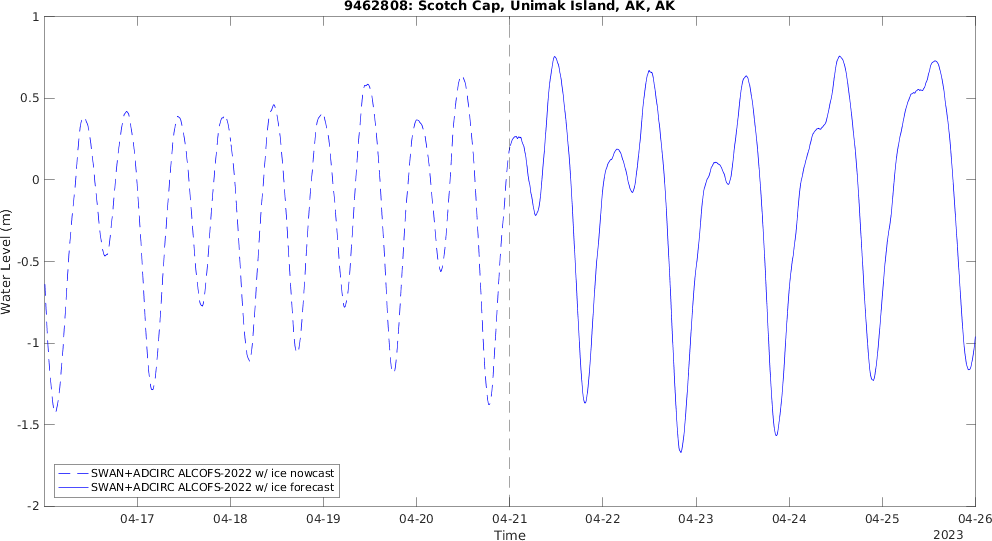 9462808: Scotch Cap, Unimak Island, AK, AK
Water Level (m)
1
0.5
0
-0.5
-1
-1.5
-2
SWAN+ADCIRC ALCOFS-2022 w/ ice nowcast
SWAN+ADCIRC ALCOFS-2022 w/ ice forecast
04-17 04-18 04-19 04-20 04-21 04-22 04-23 04-24 04-25 04-26
Time
2023